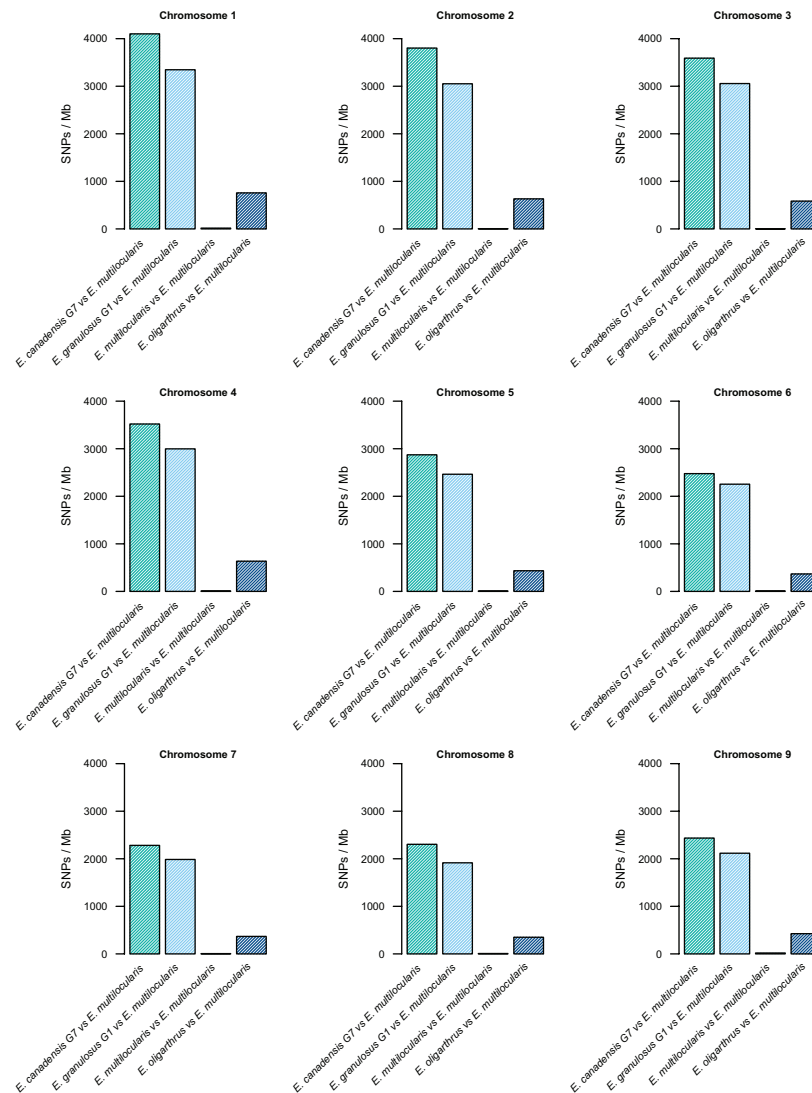 Chromosome 1
SNPs / Mb
4000
3000
2000
1000
0
E. canadensis G7 vs E. multilocularis
E. granulosus G1 vs E. multilocularis
E. multilocularis vs E. multilocularis
E. oligarthrus vs E. multilocularis
Chromosome 2
SNPs / Mb
4000
3000
2000
1000
0
E. canadensis G7 vs E. multilocularis
E. granulosus G1 vs E. multilocularis
E. multilocularis vs E. multilocularis
E. oligarthrus vs E. multilocularis
Chromosome 3
SNPs / Mb
4000
3000
2000
1000
0
E. canadensis G7 vs E. multilocularis
E. granulosus G1 vs E. multilocularis
E. multilocularis vs E. multilocularis
E. oligarthrus vs E. multilocularis
Chromosome 4
SNPs / Mb
4000
3000
2000
1000
0
E. canadensis G7 vs E. multilocularis
E. granulosus G1 vs E. multilocularis
E. multilocularis vs E. multilocularis
E. oligarthrus vs E. multilocularis
Chromosome 5
SNPs / Mb
4000
3000
2000
1000
0
E. canadensis G7 vs E. multilocularis
E. granulosus G1 vs E. multilocularis
E. multilocularis vs E. multilocularis
E. oligarthrus vs E. multilocularis
Chromosome 6
SNPs / Mb
4000
3000
2000
1000
0
E. canadensis G7 vs E. multilocularis
E. granulosus G1 vs E. multilocularis
E. multilocularis vs E. multilocularis
E. oligarthrus vs E. multilocularis
Chromosome 7
SNPs / Mb
4000
3000
2000
1000
0
E. canadensis G7 vs E. multilocularis
E. granulosus G1 vs E. multilocularis
E. multilocularis vs E. multilocularis
E. oligarthrus vs E. multilocularis
Chromosome 8
SNPs / Mb
4000
3000
2000
1000
0
E. canadensis G7 vs E. multilocularis
E. granulosus G1 vs E. multilocularis
E. multilocularis vs E. multilocularis
E. oligarthrus vs E. multilocularis
Chromosome 9
SNPs / Mb
4000
3000
2000
1000
0
E. canadensis G7 vs E. multilocularis
E. granulosus G1 vs E. multilocularis
E. multilocularis vs E. multilocularis
E. oligarthrus vs E. multilocularis